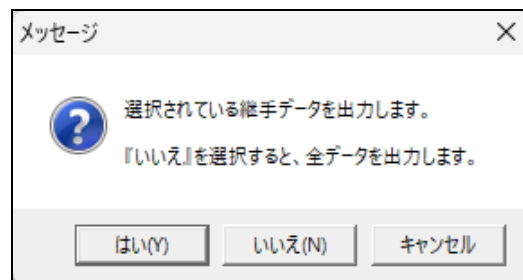 メッセージ
選択されている継手データを出力します。
『いいえ』を選択すると、全データを出力します。
はい(Y)
いいえ(N)
キャンセル